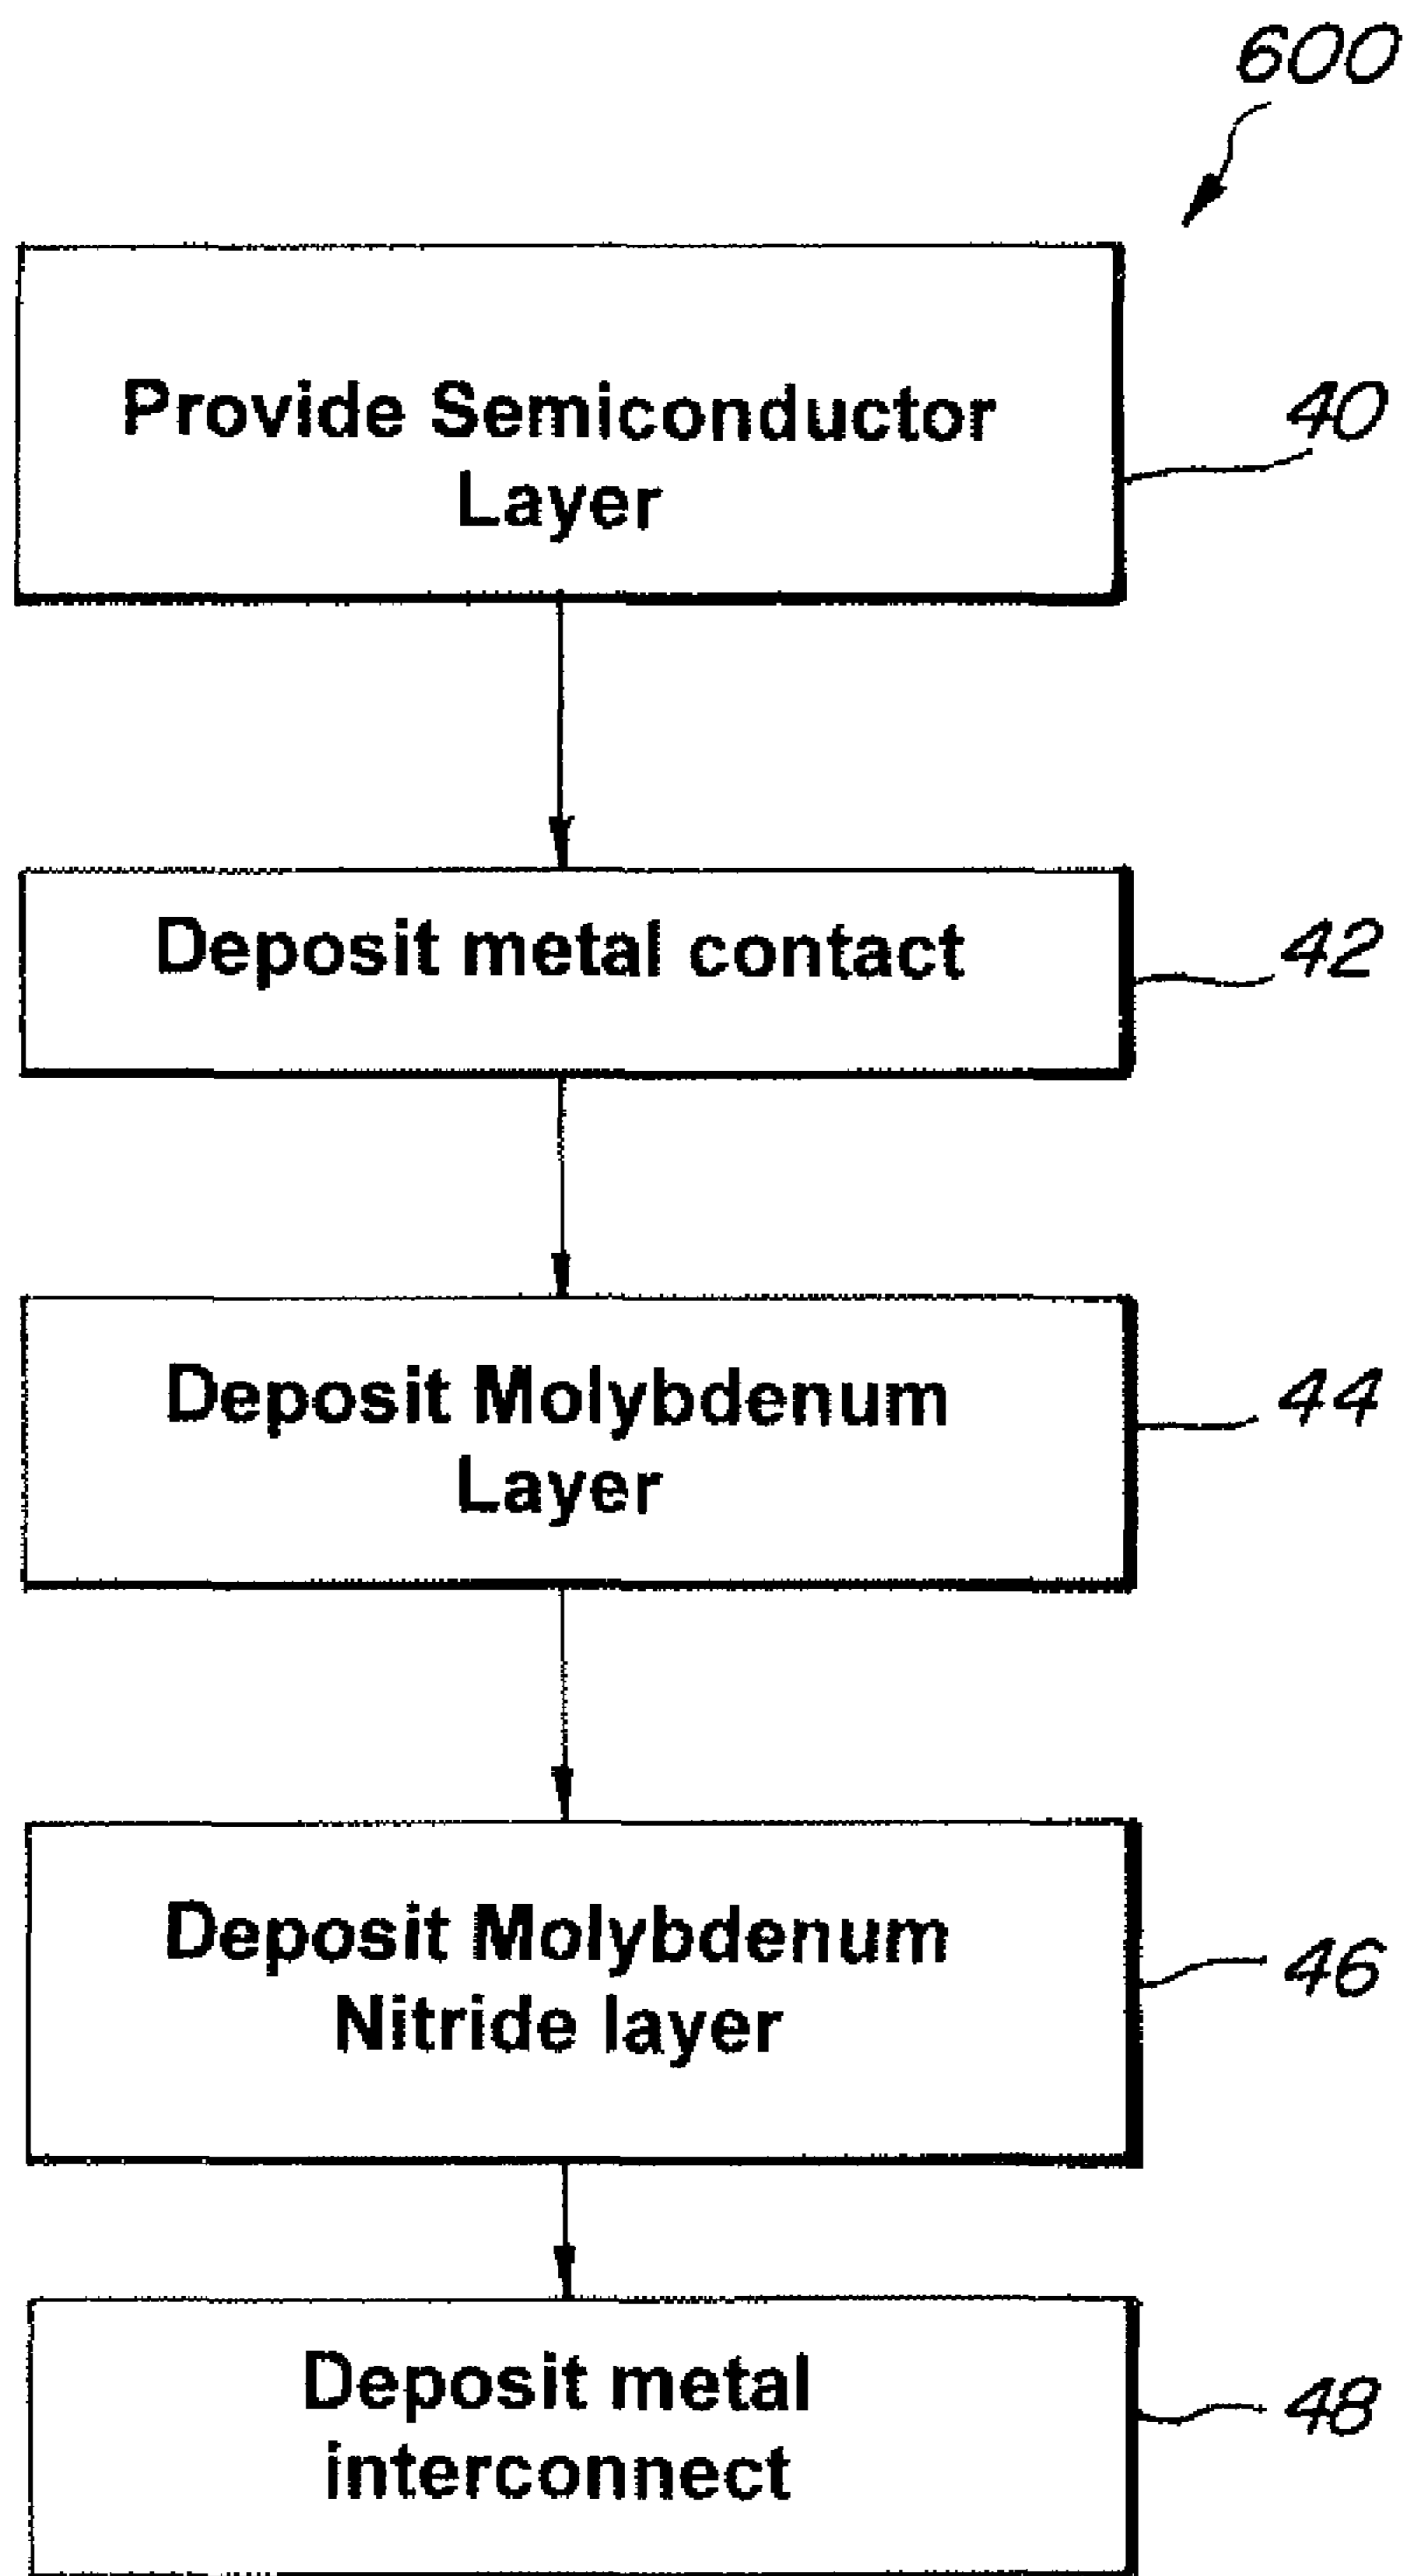 600
Provide Semiconductor
Layer
40
Deposit metal contact
42
Deposit Molybdenum
Layer
44
Deposit Molybdenum
Nitride layer
46
Deposit metal
interconnect
48